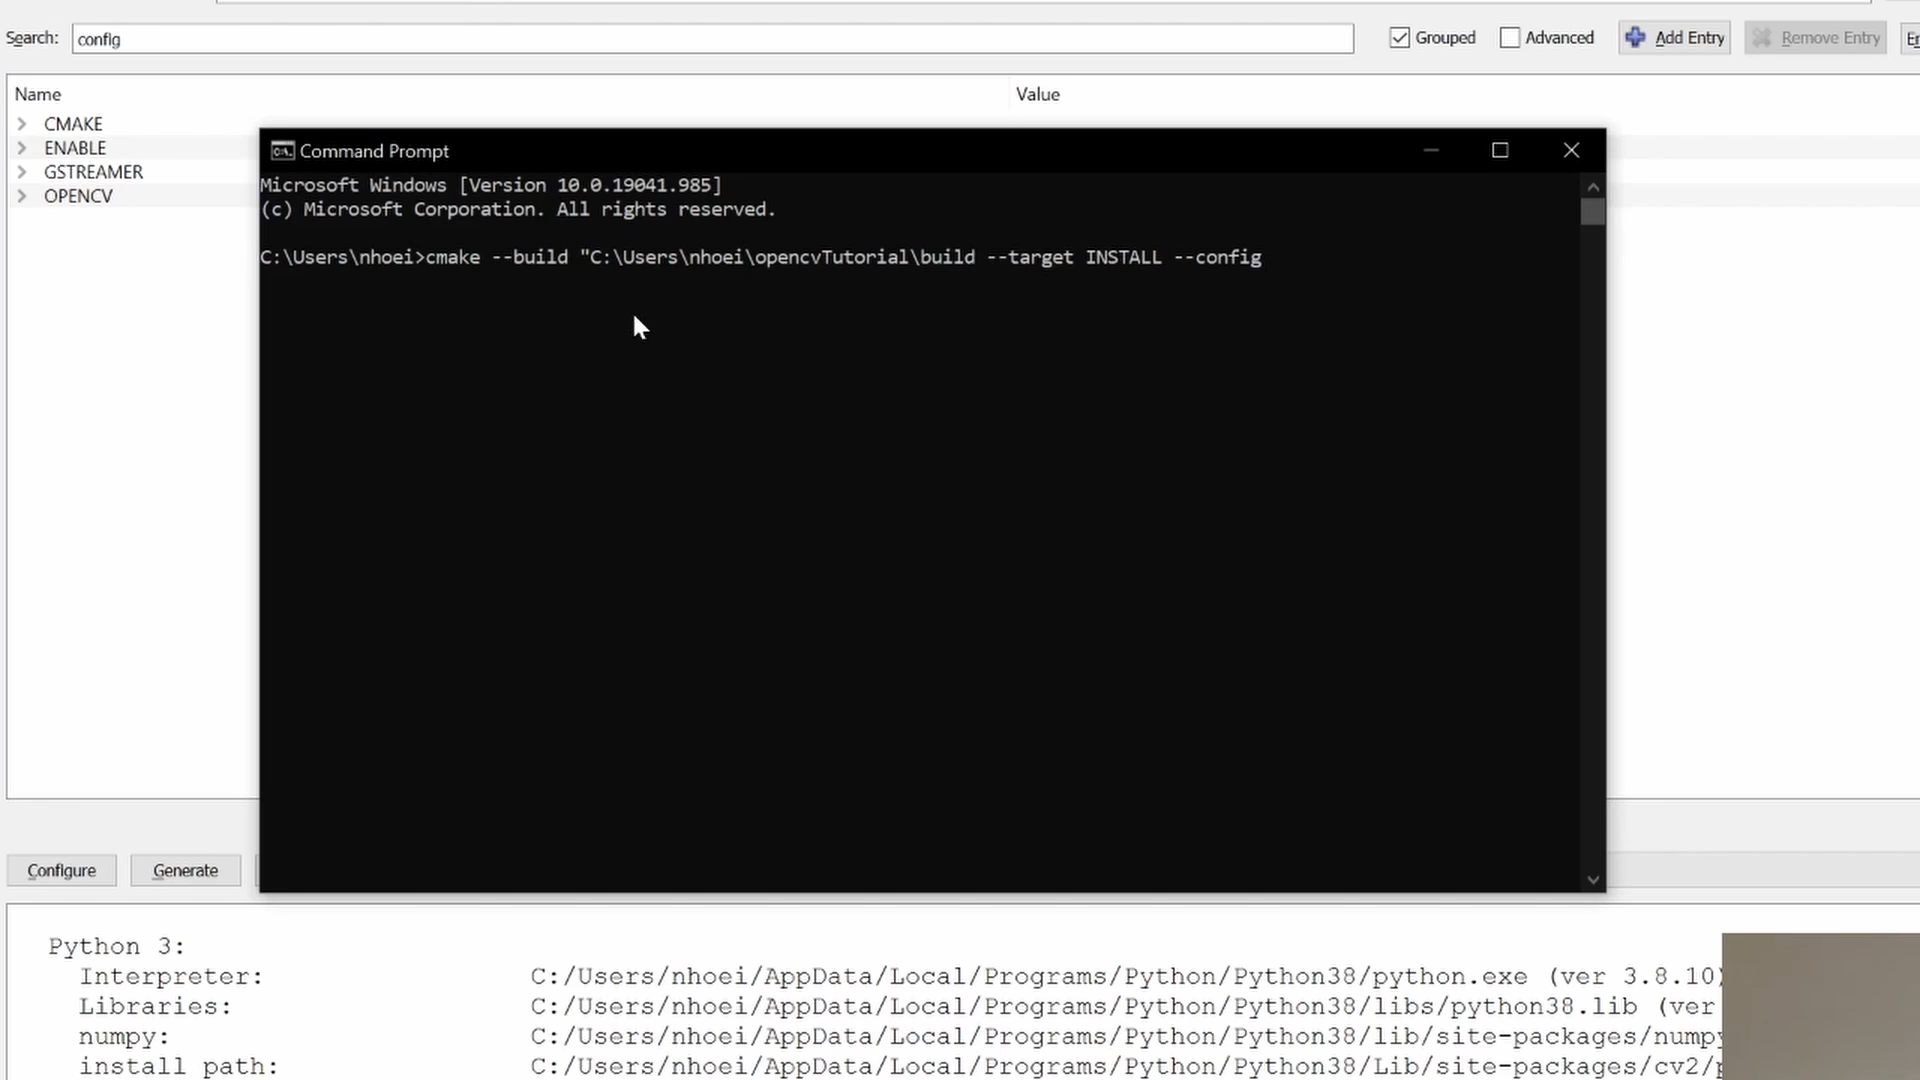 Search: config Grouped Advanced Add Entry Remove Entry
Name Value
CMAKE
ENABLE
GSTREAMER
OPENCV
Command Prompt
Microsoft Windows [Version 10.0.19041.985]
(c) Microsoft Corporation. All rights reserved.
C:\Users\nhoei>cmake --build "C:\Users\nhoei\opencvTutorial\build --target INSTALL --config
Configure Generate
Python 3:
Interpreter: C:/Users/nhoei/AppData/Local/Programs/Python/Python38/python.exe (ver 3.8.10)
Libraries: C:/Users/nhoei/AppData/Local/Programs/Python/Python38/libs/python38.lib (ver
numpy: C:/Users/nhoei/AppData/Local/Programs/Python/Python38/lib/site-packages/numpy
install path: C:/Users/nhoei/AppData/Local/Programs/Python/Python38/Lib/site-packages/cv2/p